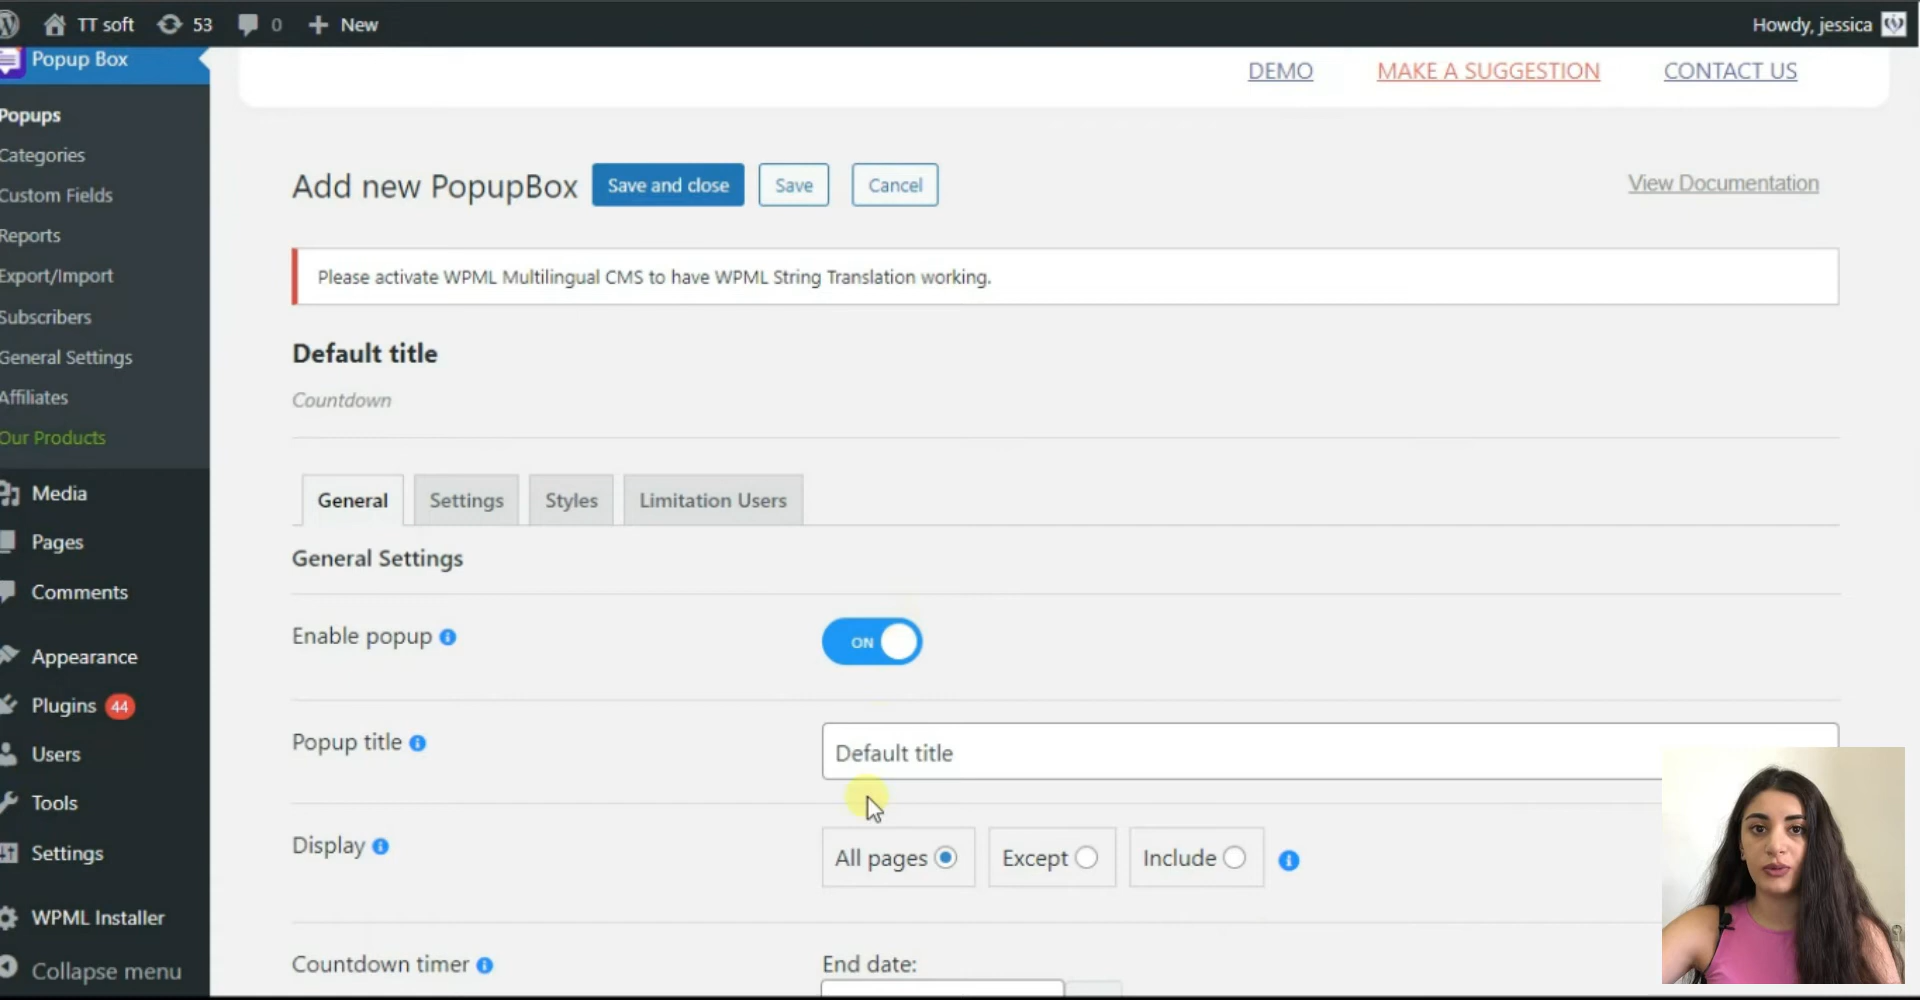 TT soft 53 0 New Howdy, jessica
Popup Box
DEMO MAKE A SUGGESTION CONTACT US
Popups
Categories
Custom Fields
Reports
Export/Import
Subscribers
General Settings
Affiliates
Our Products
Media
Pages
Comments
Appearance
Plugins 44
Users
Tools
Settings
WPML Installer
Collapse menu
Add new PopupBox Save and close Save Cancel View Documentation
Please activate WPML Multilingual CMS to have WPML String Translation working.
Default title
Countdown
General Settings Styles Limitation Users
General Settings
Enable popup ON
Popup title Default title
Display All pages Except Include
Countdown timer End date: